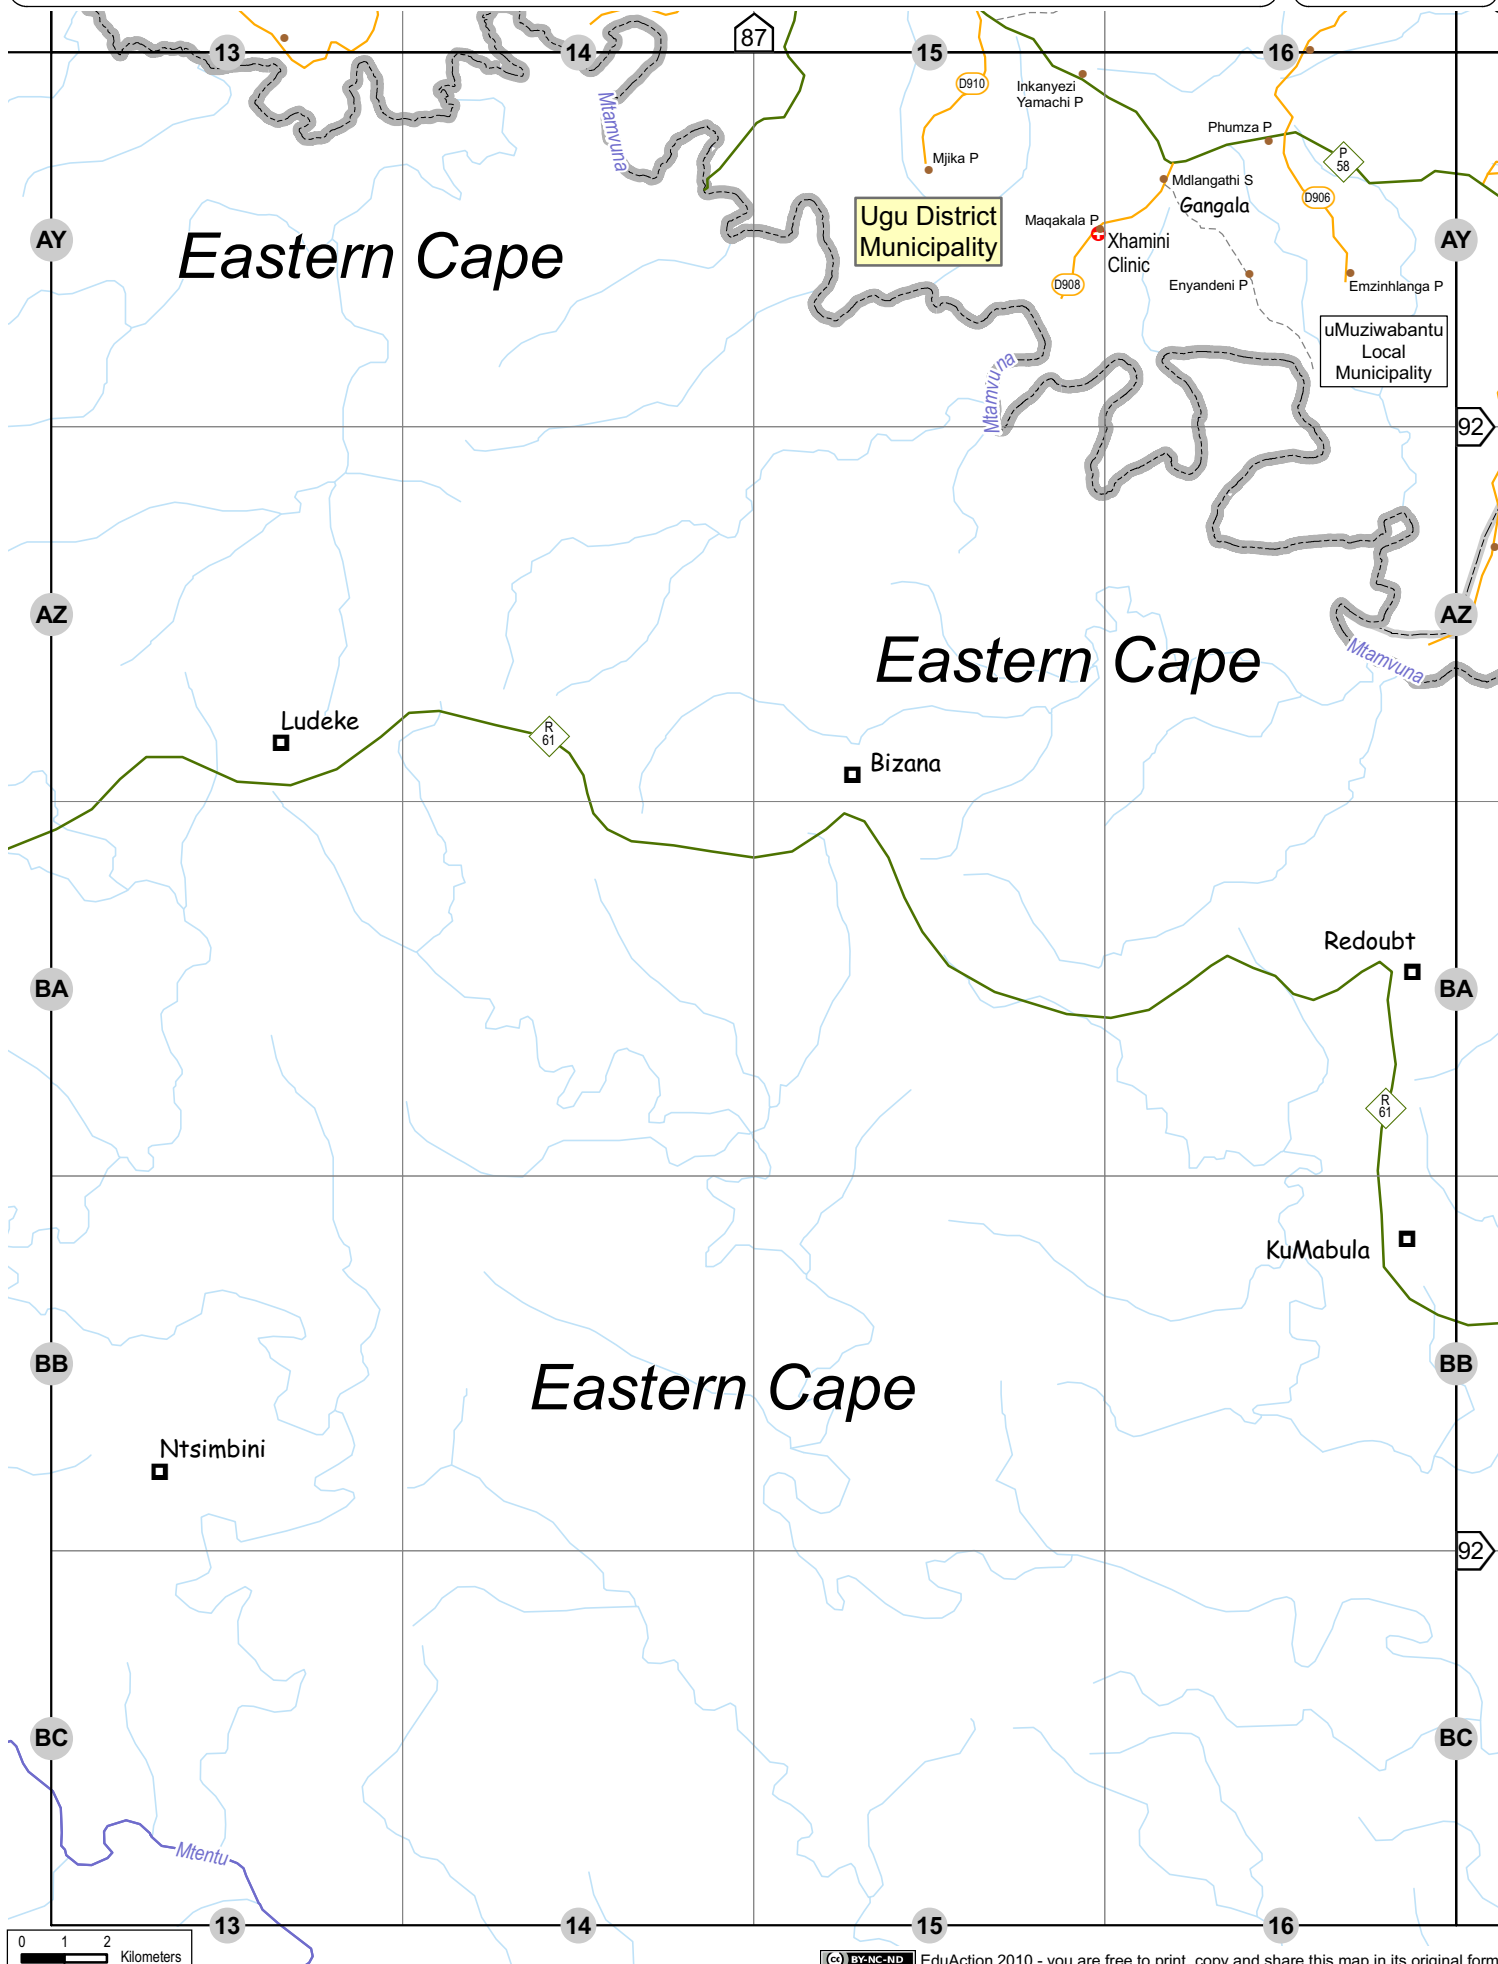 87
13
14
15
16
D910
Inkanyezi
Yamachi P
Phumza P
P
58
Mtamvuna
Mjika P
Mdlangathi S
Gangala
D906
Ugu District
Municipality
Maqakala P
Xhamini
Clinic
AY
Eastern Cape
AY
D908
Enyandeni P
Emzinhlanga P
uMuziwabantu
Local
Municipality
Mtamvuna
92
AZ
AZ
Eastern Cape
Mtamvuna
Ludeke
R
61
Bizana
Redoubt
BA
BA
R
61
KuMabula
BB
BB
Eastern Cape
Ntsimbini
92
BC
BC
Mtentu
13
14
15
16
0 1 2
Kilometers
cc BY-NC-ND EduAction 2010 - you are free to print, copy and share this map in its original form